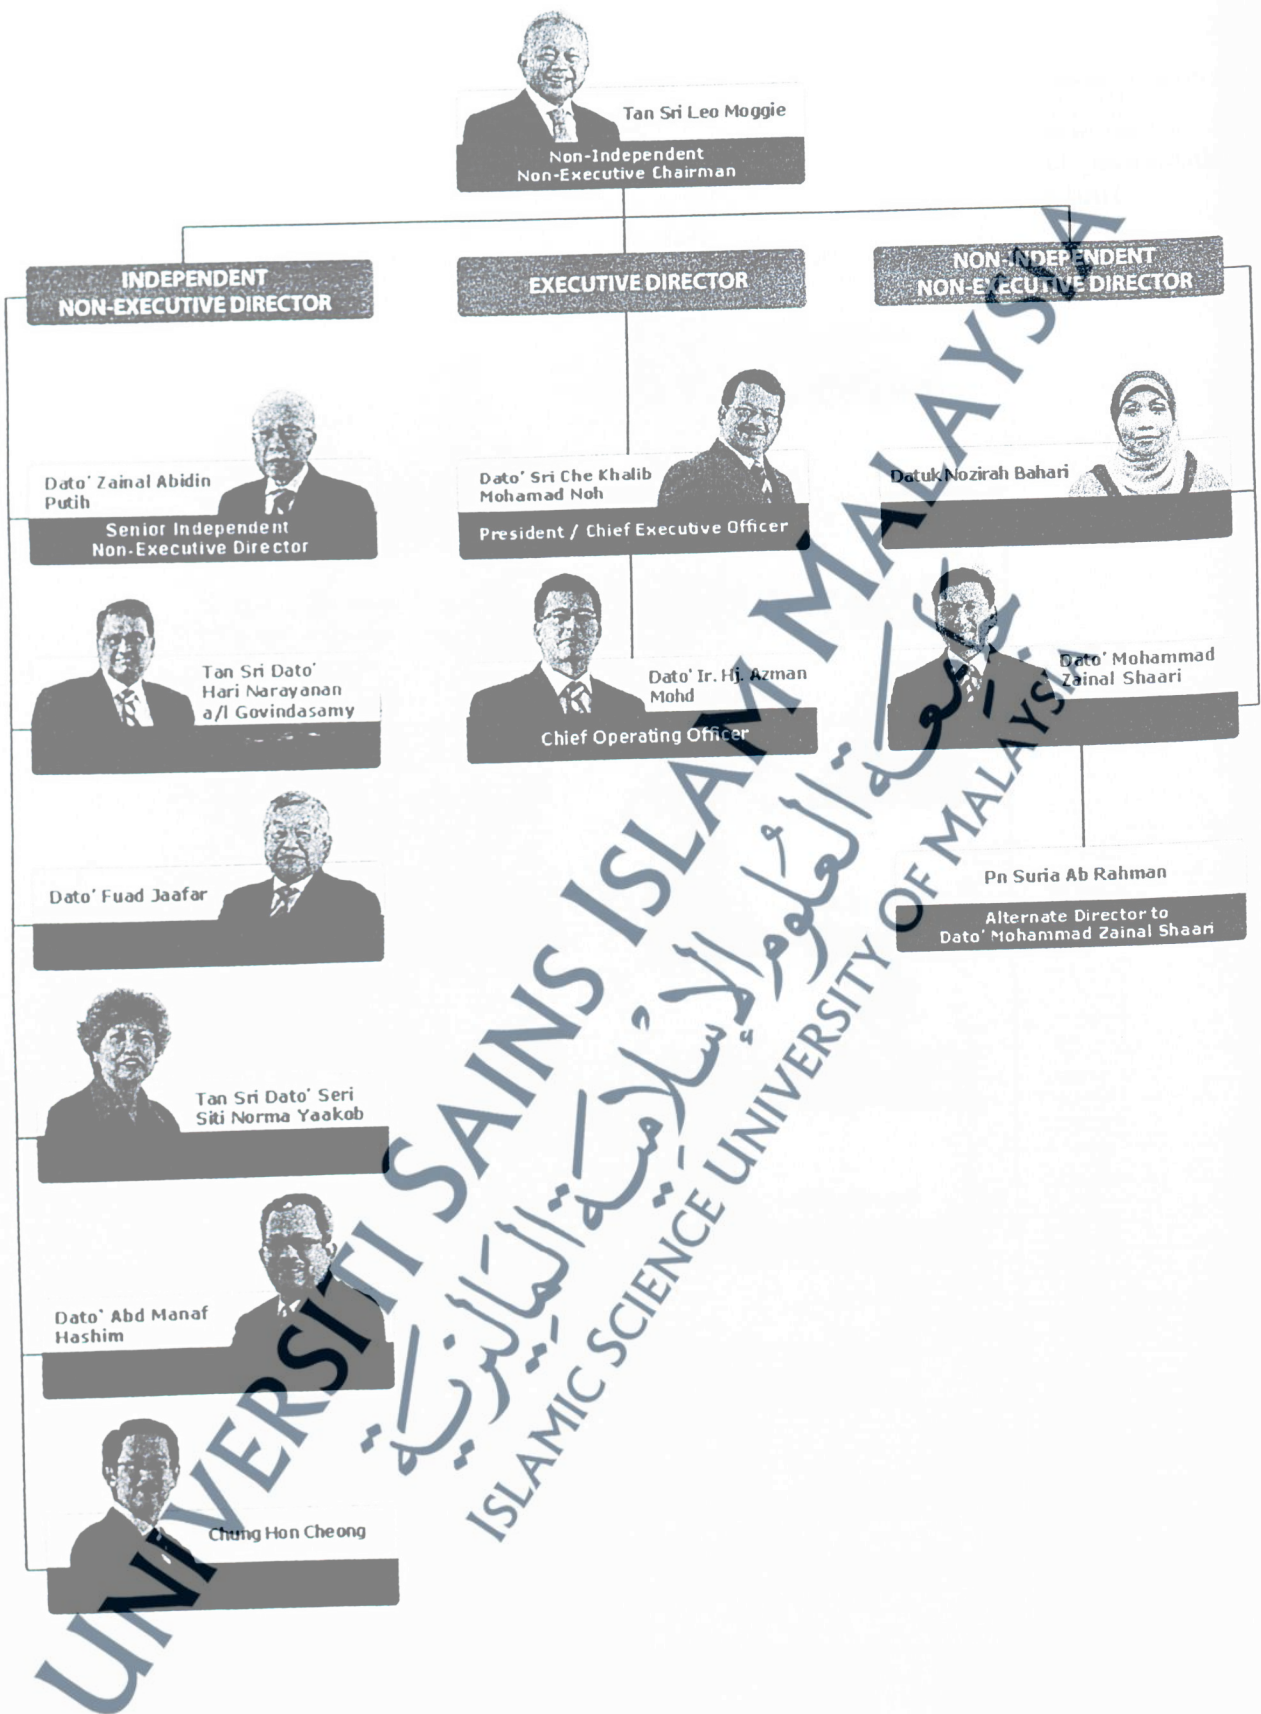 Tan Sri Leo Moggie
Non-Independent
Non-Executive Chairman
INDEPENDENT
NON-EXECUTIVE DIRECTOR
Dato' Zainal Abidin
Putih
Senior Independent
Non-Executive Director
Tan Sri Dato'
Hari Narayanan
a/l Govindasamy
Dato' Fuad Jaafar
Tan Sri Dato' Seri
Siti Norma Yaakob
Dato' Abd Manaf
Hashim
Chung Hon Cheong
EXECUTIVE DIRECTOR
Dato' Sri Che Khalib
Mohamad Noh
President / Chief Executive Officer
Dato' Ir. Hj. Azman
Mohd
Chief Operating Officer
NON-INDEPENDENT
NON-EXECUTIVE DIRECTOR
Datuk Nozirah Bahari
Dato' Mohammad
Zainal Shaari
Pn Suria Ab Rahman
Alternate Director to
Dato' Mohammad Zainal Shaari
UNIVERSITI SAINS ISLAM MALAYSIA
جامعة العلوم الإسلامية الماليزية
ISLAMIC SCIENCE UNIVERSITY OF MALAYSIA